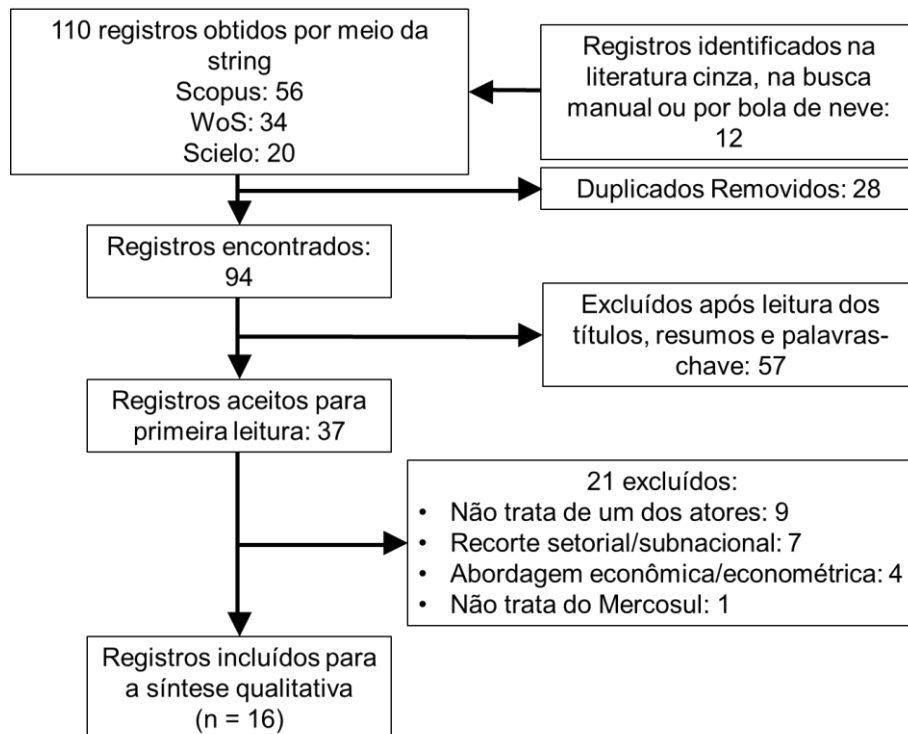 110 registros obtidos por meio da
string
Scopus: 56
WoS: 34
Scielo: 20
Registros identificados na
literatura cinza, na busca
manual ou por bola de neve:
12
Duplicados Removidos: 28
Registros encontrados:
94
Excluídos após leitura dos
títulos, resumos e palavras-
chave: 57
Registros aceitos para
primeira leitura: 37
21 excluídos:
• Não trata de um dos atores: 9
• Recorte setorial/subnacional: 7
• Abordagem econômica/econométrica: 4
• Não trata do Mercosul: 1
Registros incluídos para
a síntese qualitativa
(n = 16)